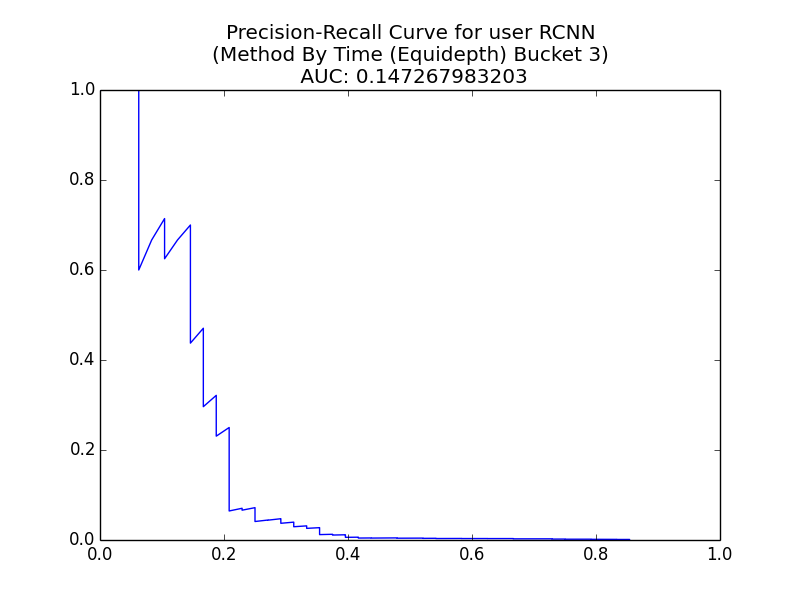 Precision-Recall Curve for user RCNN
(Method By Time (Equidepth) Bucket 3)
AUC: 0.147267983203
1.0
0.8
0.6
0.4
0.2
0.0
0.0 0.2 0.4 0.6 0.8 1.0